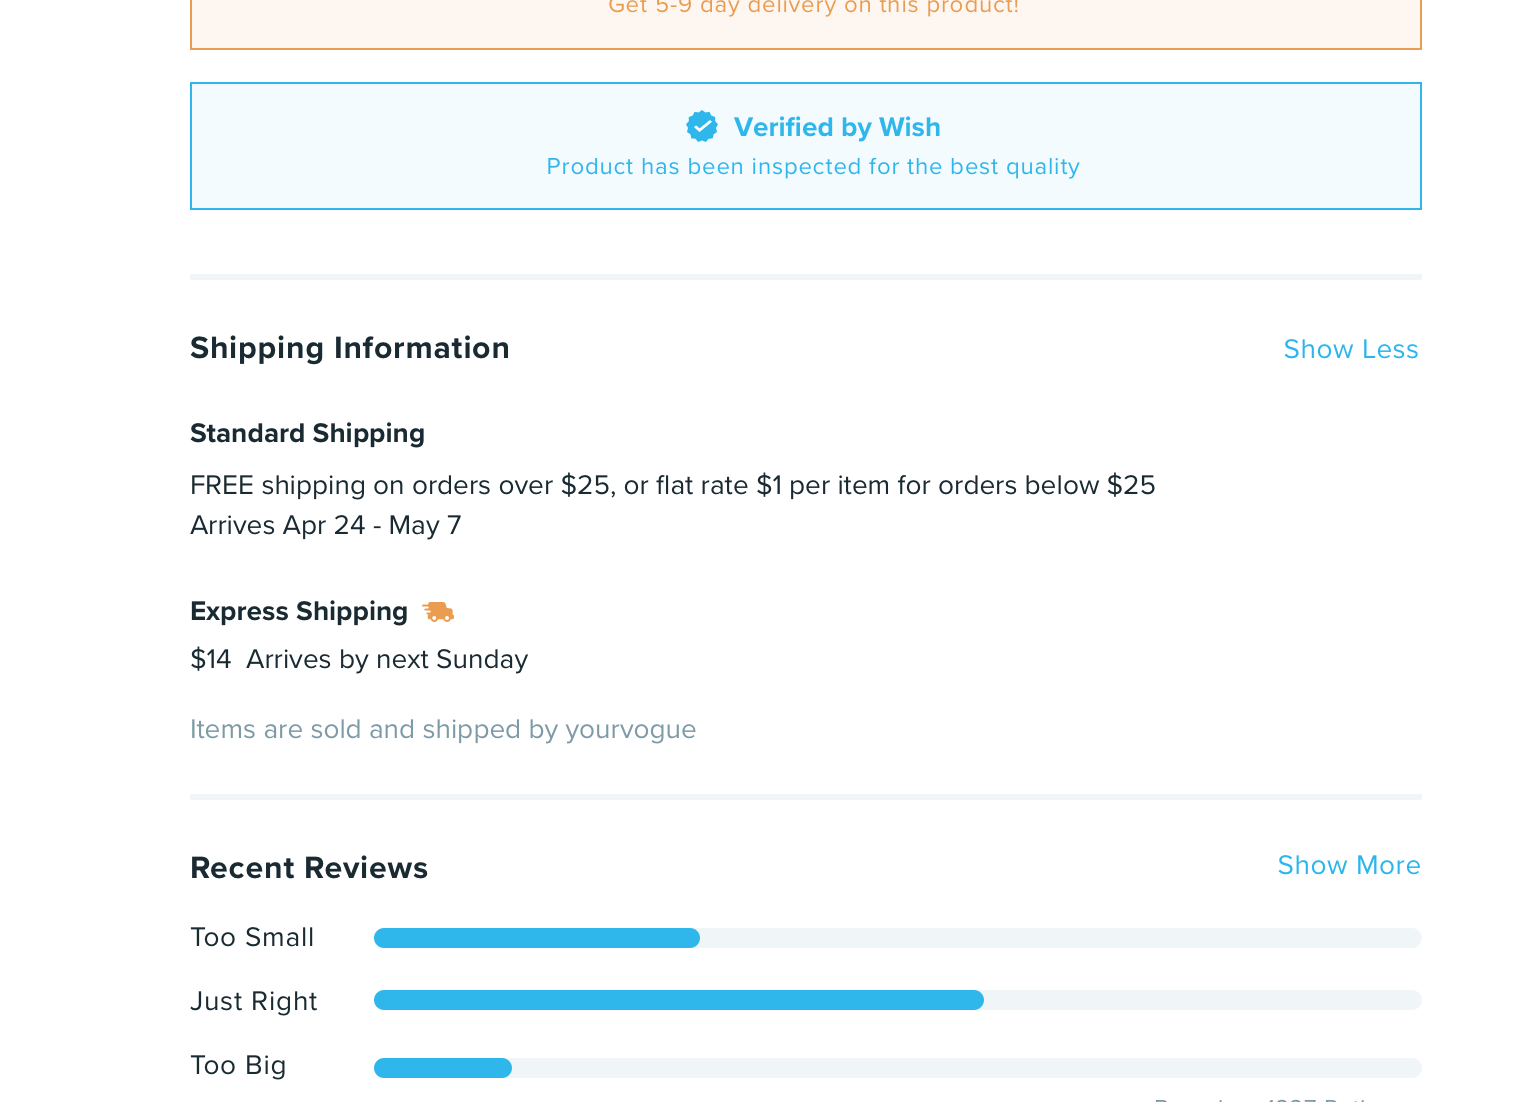 Get 5-9 day delivery on this product!
Verified by Wish
Product has been inspected for the best quality
Shipping Information
Show Less
Standard Shipping
FREE shipping on orders over $25, or flat rate $1 per item for orders below $25
Arrives Apr 24 - May 7
Express Shipping
$14 Arrives by next Sunday
Items are sold and shipped by yourvogue
Recent Reviews
Show More
Too Small
Just Right
Too Big